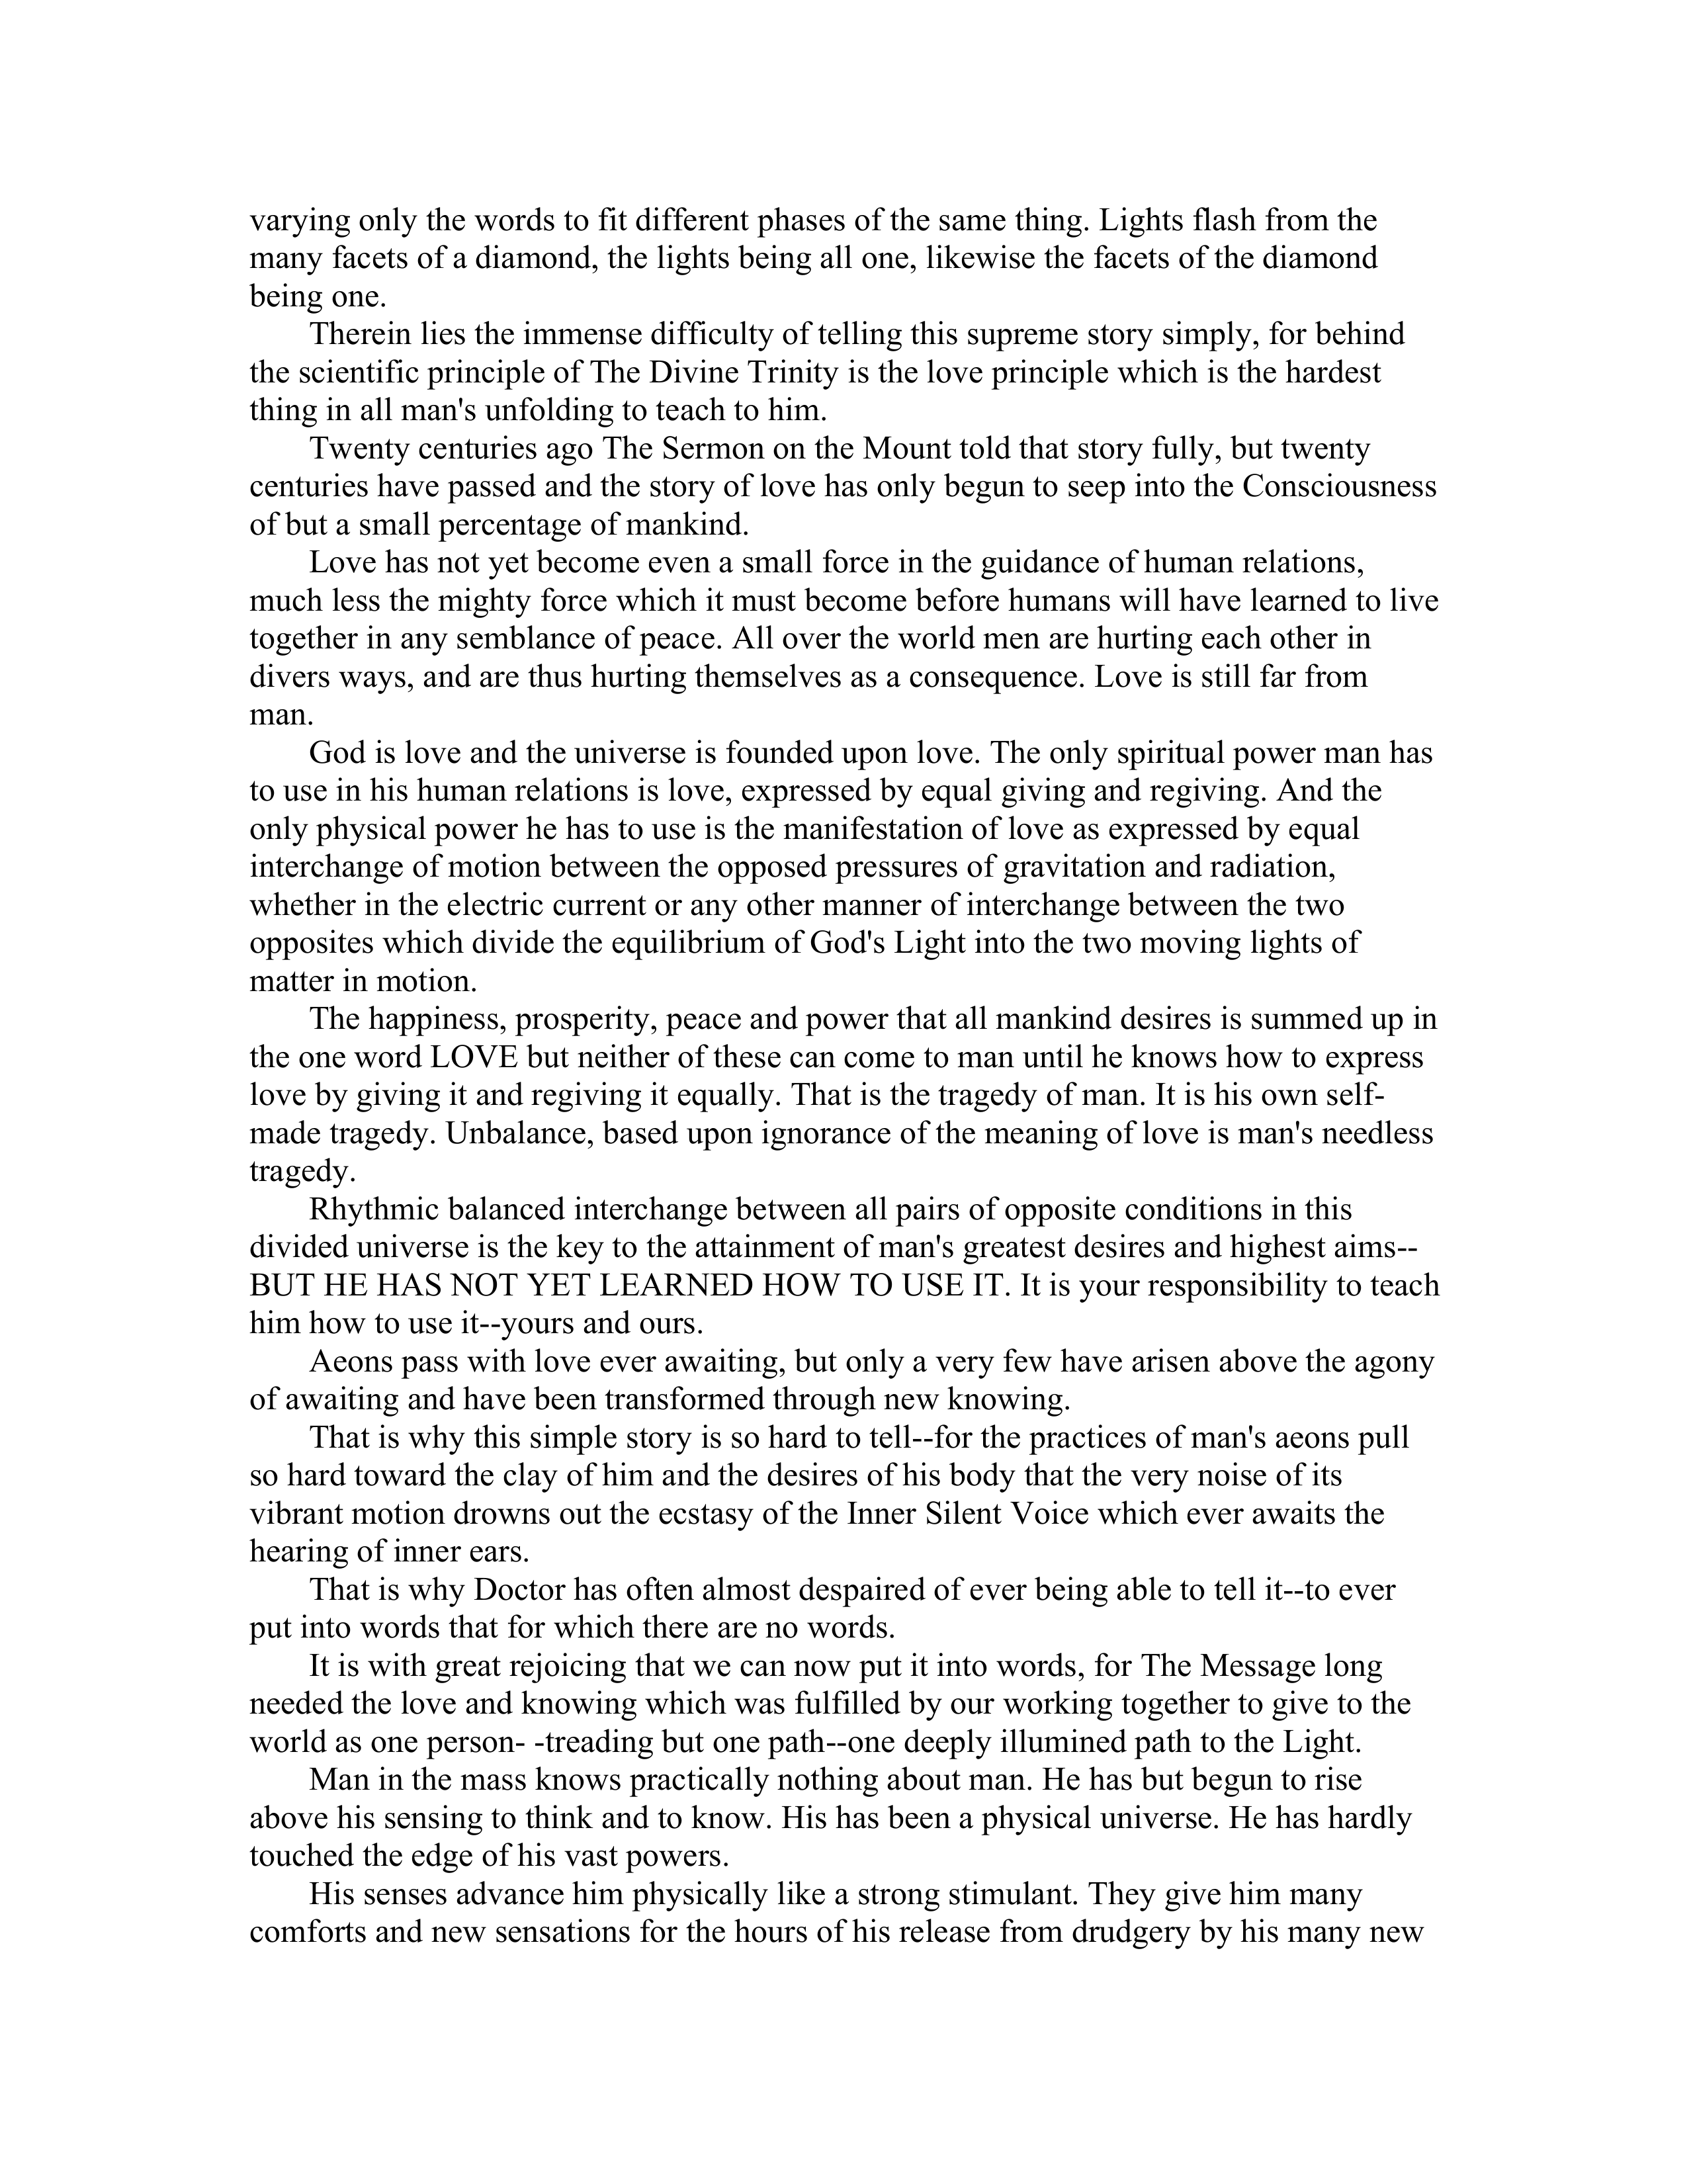 varying only the words to fit different phases of the same thing. Lights flash from the
many facets of a diamond, the lights being all one, likewise the facets of the diamond
being one.
Therein lies the immense difficulty of telling this supreme story simply, for behind
the scientific principle of The Divine Trinity is the love principle which is the hardest
thing in all man's unfolding to teach to him.
Twenty centuries ago The Sermon on the Mount told that story fully, but twenty
centuries have passed and the story of love has only begun to seep into the Consciousness
of but a small percentage of mankind.
Love has not yet become even a small force in the guidance of human relations,
much less the mighty force which it must become before humans will have learned to live
together in any semblance of peace. All over the world men are hurting each other in
divers ways, and are thus hurting themselves as a consequence. Love is still far from
man.
God is love and the universe is founded upon love. The only spiritual power man has
to use in his human relations is love, expressed by equal giving and regiving. And the
only physical power he has to use is the manifestation of love as expressed by equal
interchange of motion between the opposed pressures of gravitation and radiation,
whether in the electric current or any other manner of interchange between the two
opposites which divide the equilibrium of God's Light into the two moving lights of
matter in motion.
The happiness, prosperity, peace and power that all mankind desires is summed up in
the one word LOVE but neither of these can come to man until he knows how to express
love by giving it and regiving it equally. That is the tragedy of man. It is his own self-
made tragedy. Unbalance, based upon ignorance of the meaning of love is man's needless
tragedy.
Rhythmic balanced interchange between all pairs of opposite conditions in this
divided universe is the key to the attainment of man's greatest desires and highest aims--
BUT HE HAS NOT YET LEARNED HOW TO USE IT. It is your responsibility to teach
him how to use it--yours and ours.
Aeons pass with love ever awaiting, but only a very few have arisen above the agony
of awaiting and have been transformed through new knowing.
That is why this simple story is so hard to tell--for the practices of man's aeons pull
so hard toward the clay of him and the desires of his body that the very noise of its
vibrant motion drowns out the ecstasy of the Inner Silent Voice which ever awaits the
hearing of inner ears.
That is why Doctor has often almost despaired of ever being able to tell it--to ever
put into words that for which there are no words.
It is with great rejoicing that we can now put it into words, for The Message long
needed the love and knowing which was fulfilled by our working together to give to the
world as one person- -treading but one path--one deeply illumined path to the Light.
Man in the mass knows practically nothing about man. He has but begun to rise
above his sensing to think and to know. His has been a physical universe. He has hardly
touched the edge of his vast powers.
His senses advance him physically like a strong stimulant. They give him many
comforts and new sensations for the hours of his release from drudgery by his many new